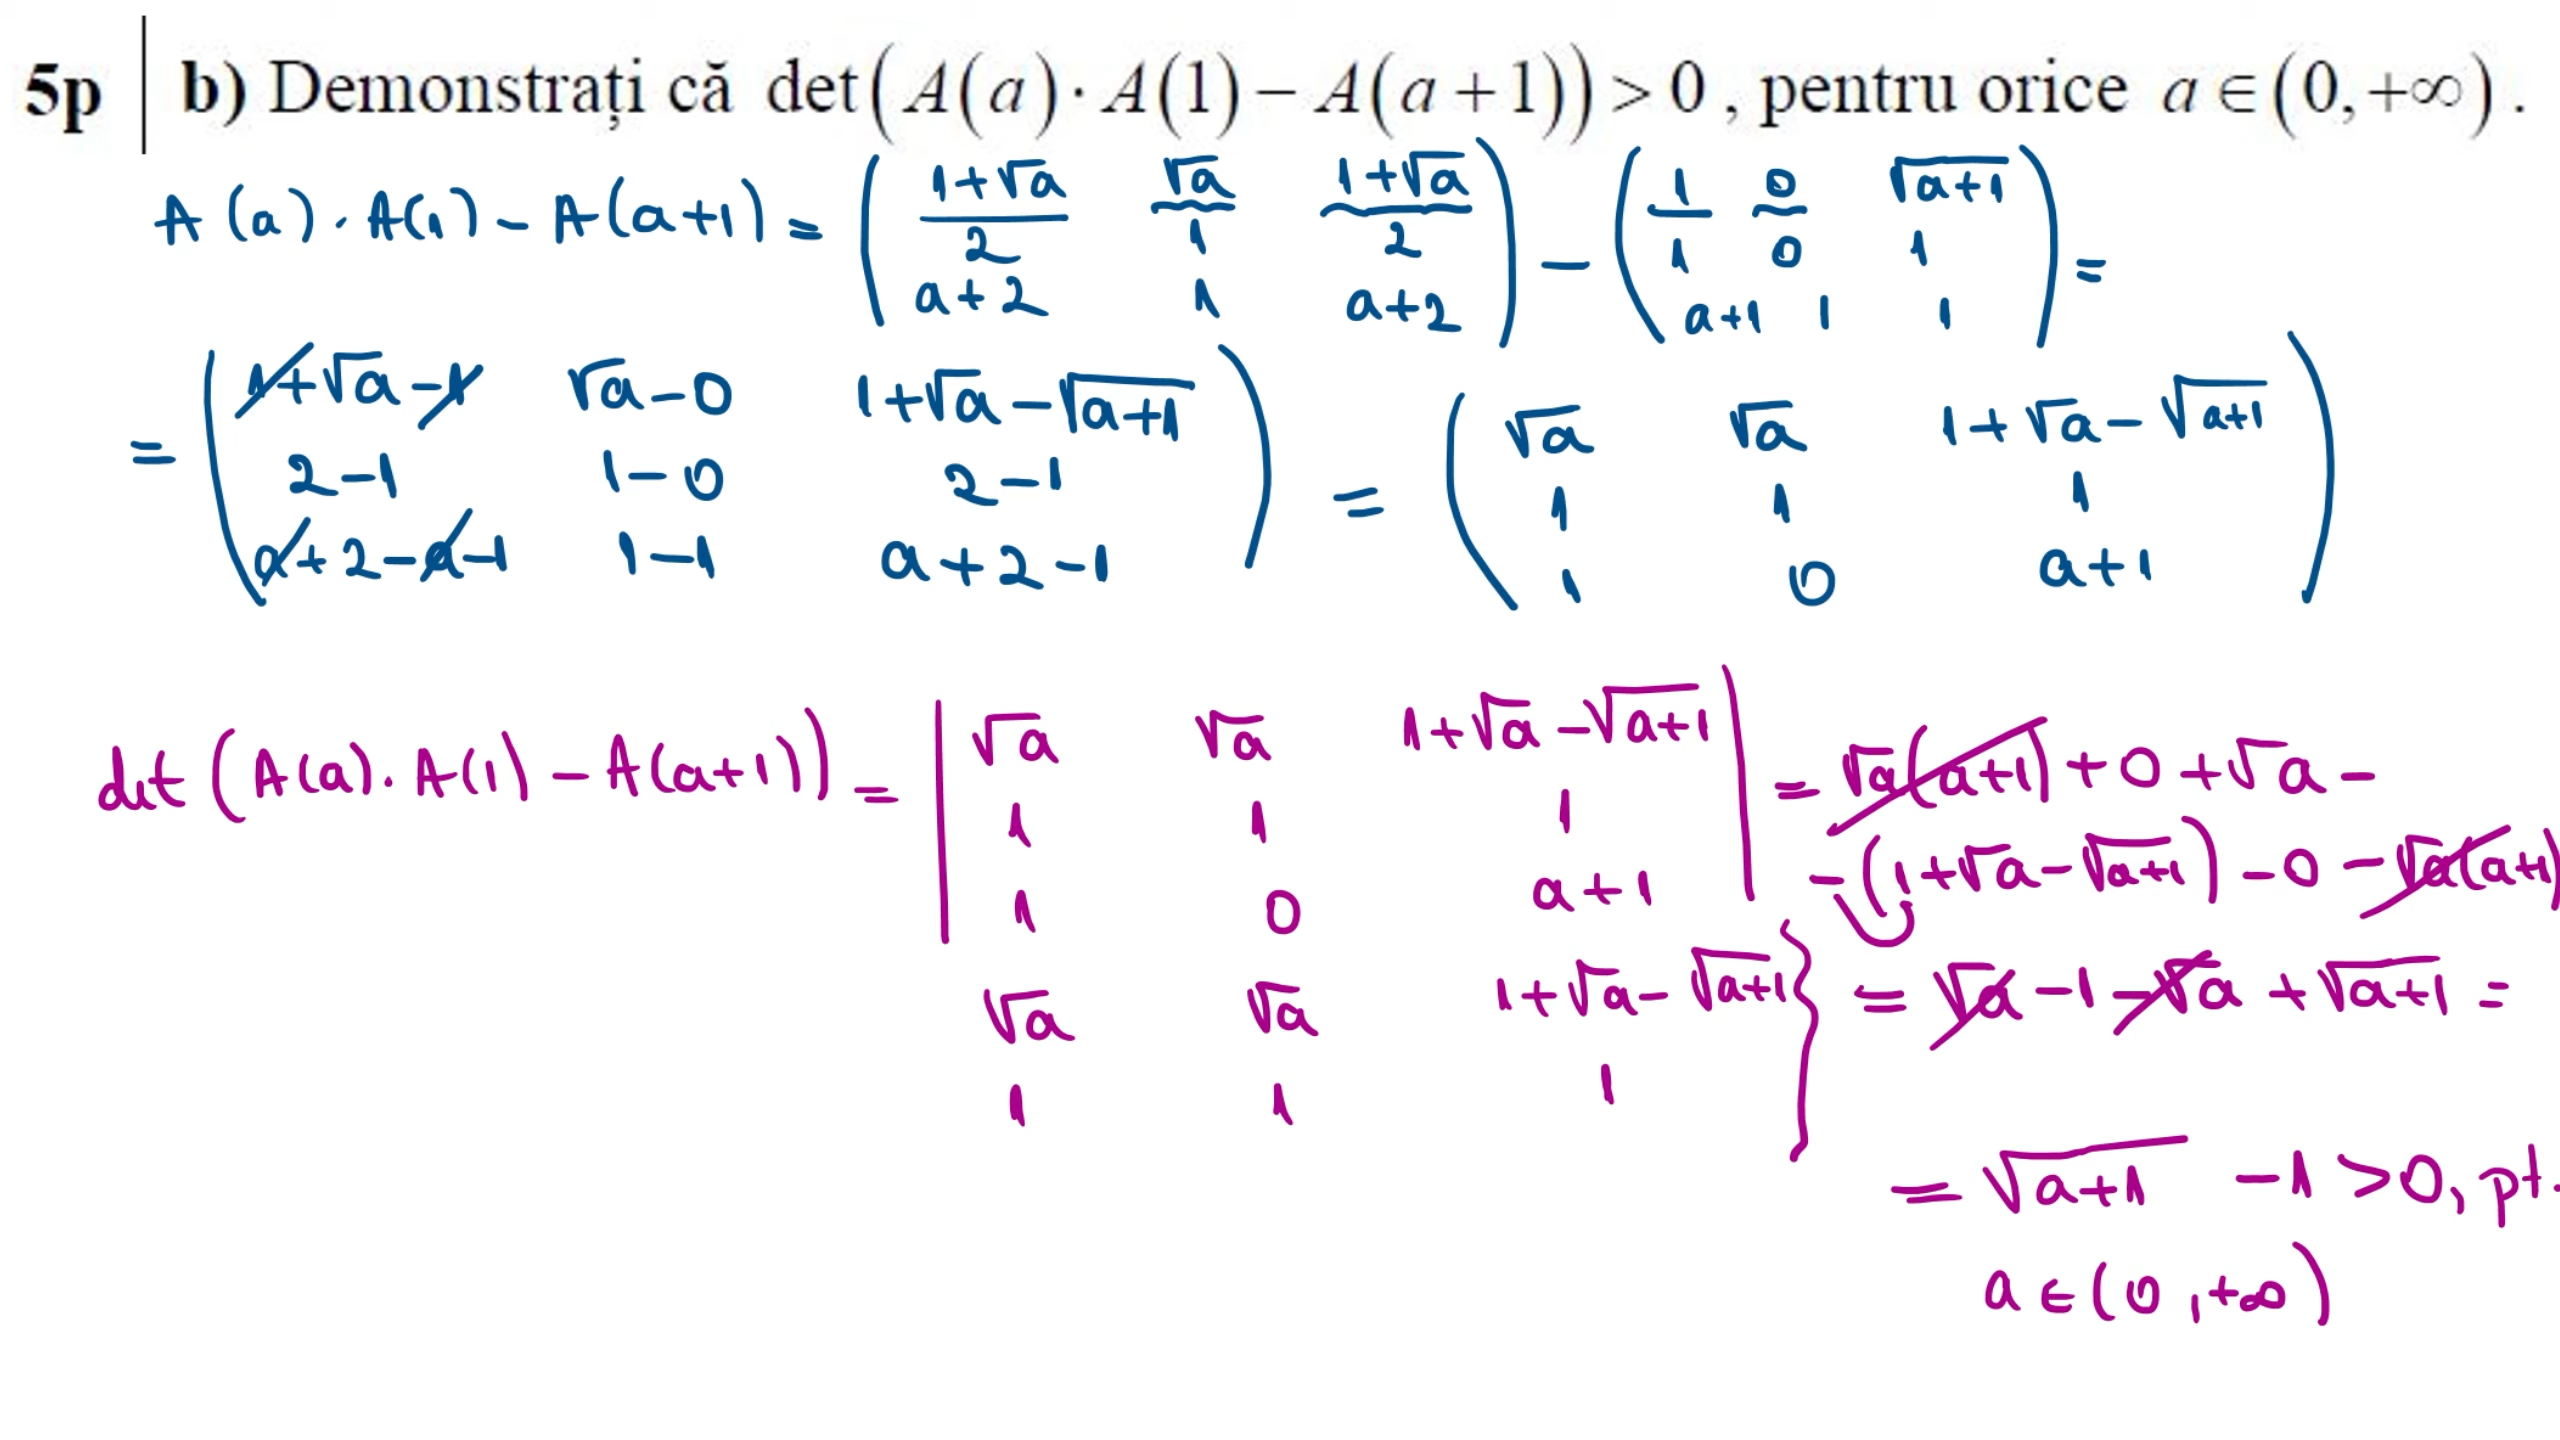 5p b) Demonstrați că det(A(a)·A(1)−A(a+1))>0, pentru orice a∈(0,+∞).
A(a)·A(1)−A(a+1)= ( 1+√a √a 1+√a ) − ( 1 0 √a+1 ) =
2 1 2 1 0 1
a+2 1 a+2 a+1 1 1
= ( 1+√a−1 √a−0 1+√a−√a+1 ) = ( √a √a 1+√a−√a+1 )
2−1 1−0 2−1 1 1 1
a+2−a−1 1−1 a+2−1 1 0 a+1
det(A(a)·A(1)−A(a+1))= | √a √a 1+√a−√a+1 | = √a(a+1)+0+√a−
1 1 1
1 0 a+1 −(1+√a−√a+1)−0−√a(a+1)
√a √a 1+√a−√a+1 = √a−1−√a+√a+1=
1 1 1
= √a+1 −1>0, pt.
a∈(0,+∞)